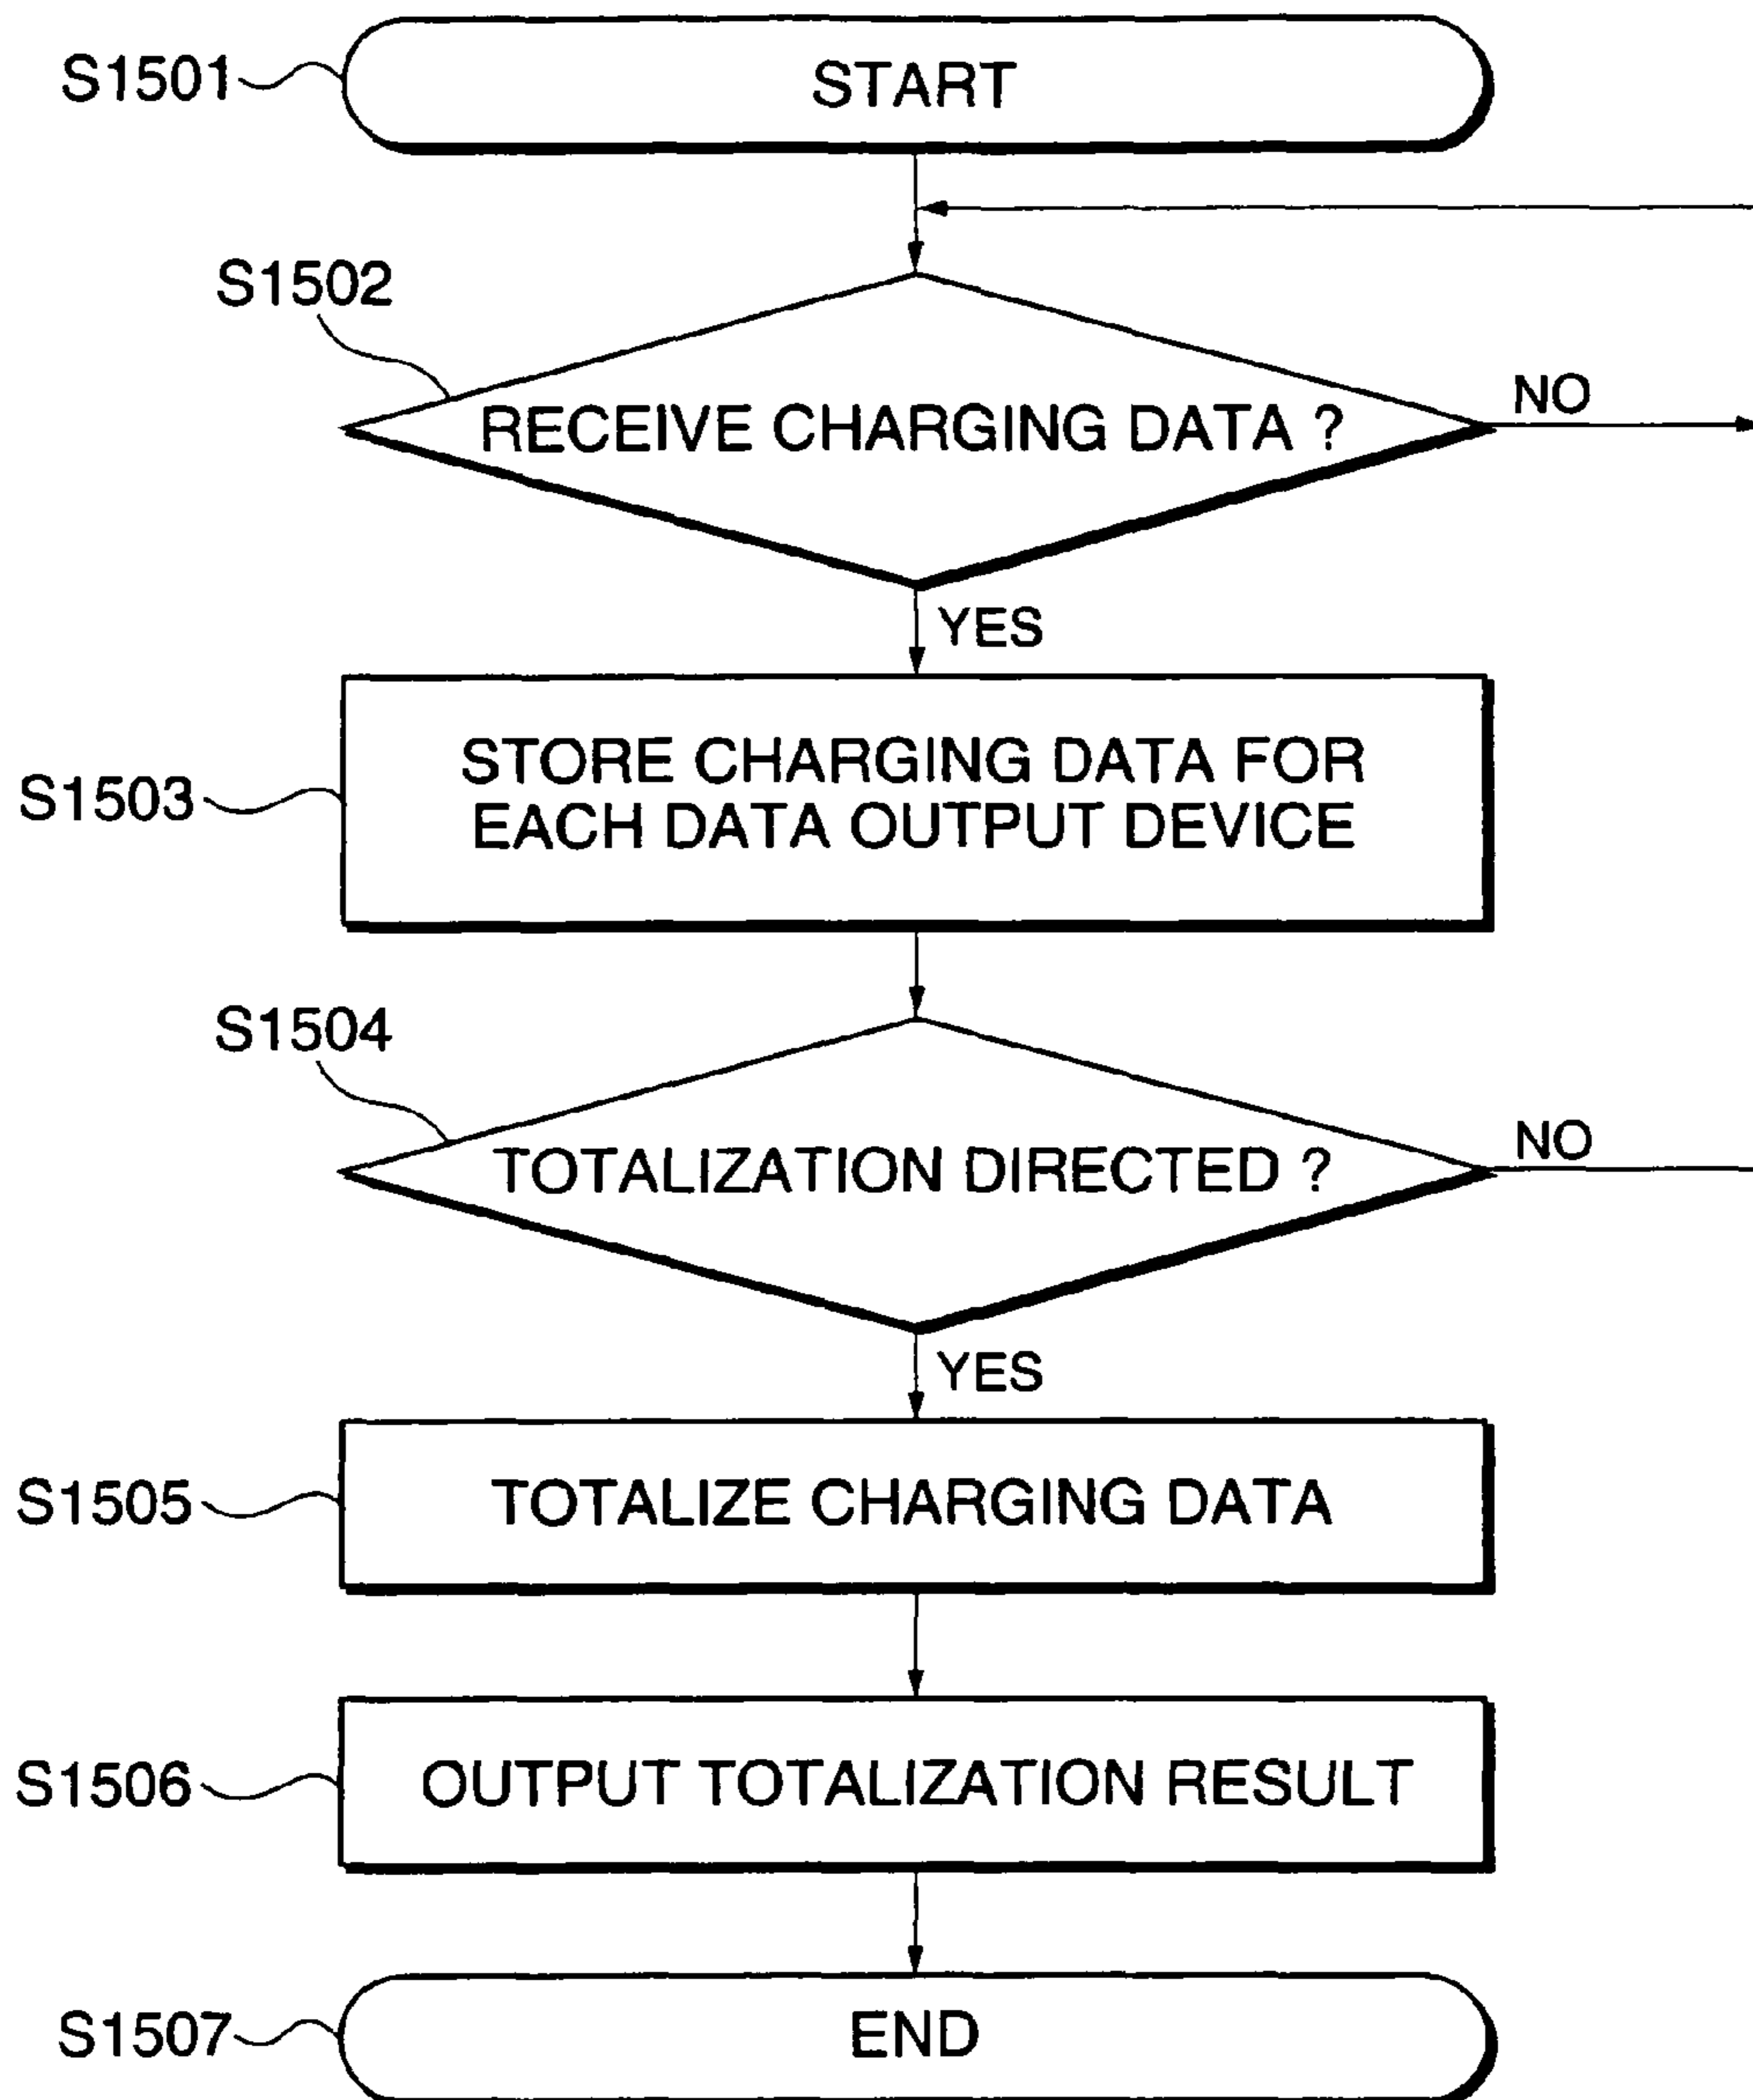 S1501
START
S1502
RECEIVE CHARGING DATA ?
NO
YES
S1503
STORE CHARGING DATA FOR
EACH DATA OUTPUT DEVICE
S1504
TOTALIZATION DIRECTED ?
NO
YES
S1505
TOTALIZE CHARGING DATA
S1506
OUTPUT TOTALIZATION RESULT
S1507
END